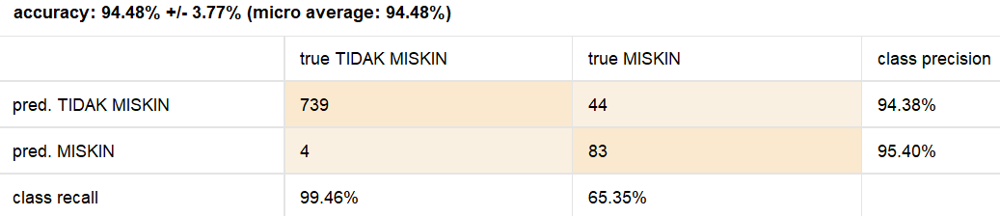 accuracy: 94.48% +/- 3.77% (micro average: 94.48%)
true TIDAK MISKIN true MISKIN class precision
pred. TIDAK MISKIN 739 44 94.38%
pred. MISKIN 4 83 95.40%
class recall 99.46% 65.35%